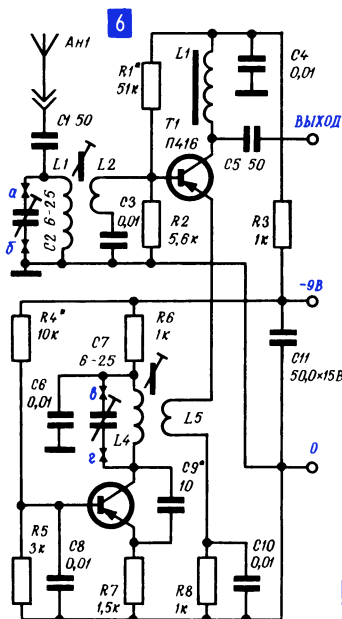 6
Ан1
С1 50
L1
L2
а
б
С2 6-25
С3
0,01
R1*
51к
T1
П416
L1
C4
0,01
C5 50
ВЫХОД
R2
5,6к
R3
1к
-9В
R4*
10к
C7
6-25
R6
1к
C6
0,01
в
г
L4
L5
C9*
10
C11
50,0×15В
0
R5
3к
C8
0,01
R7
1,5к
R8
1к
C10
0,01